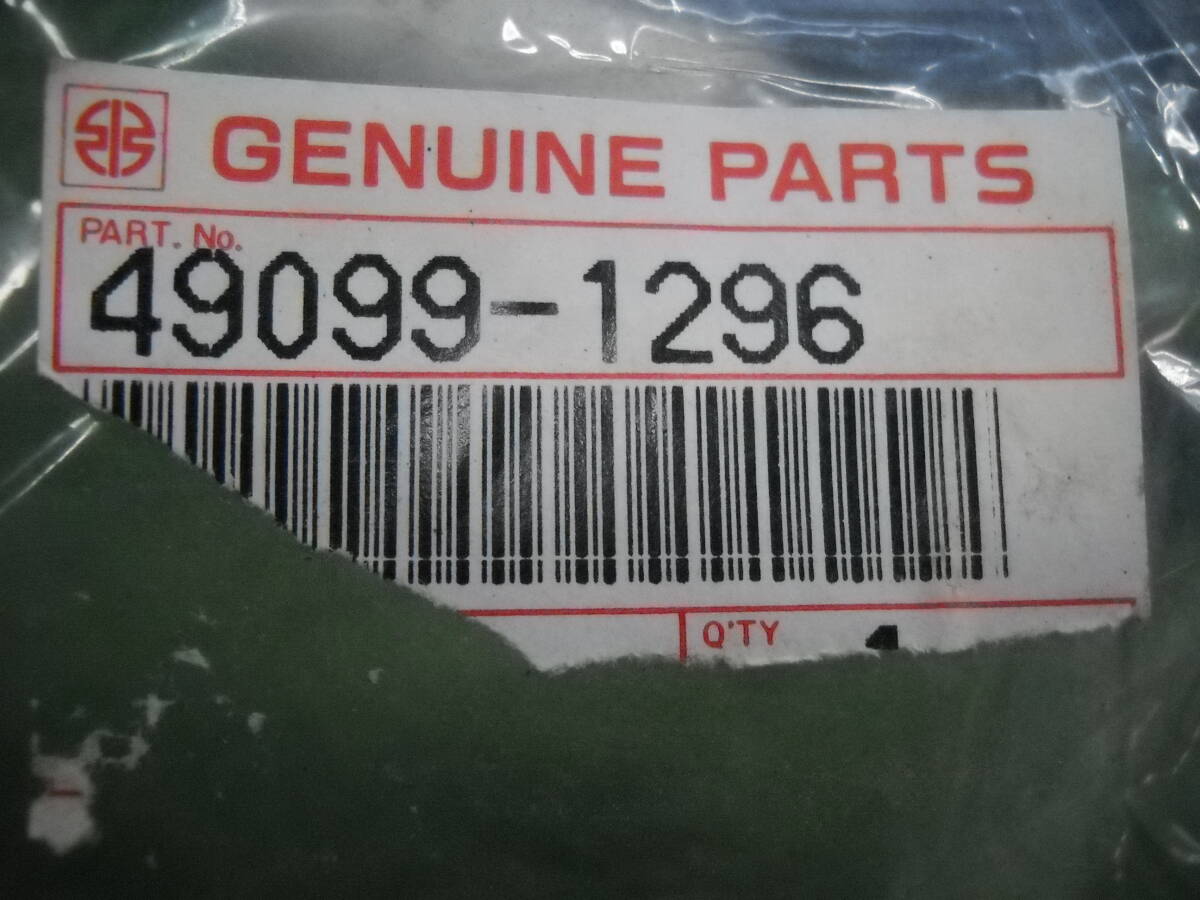 GENUINE PARTS
PART. No.
49099-1296
Q'TY